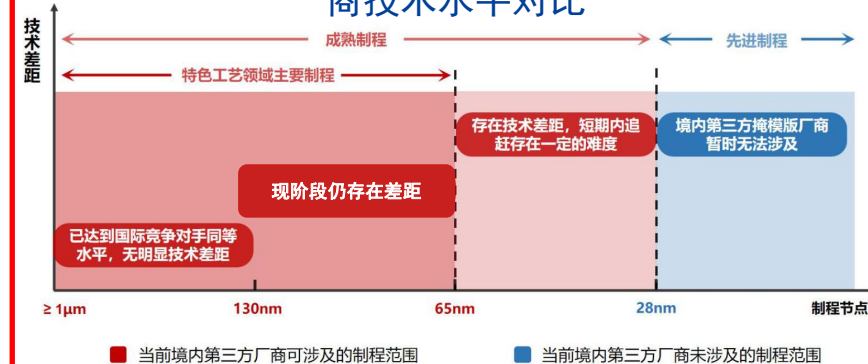 商技术水平对比
技术差距
成熟制程
先进制程
特色工艺领域主要制程
存在技术差距，短期内追
赶存在一定的难度
境内第三方掩模版厂商
暂时无法涉及
现阶段仍存在差距
已达到国际竞争对手同等
水平，无明显技术差距
≥ 1μm
130nm
65nm
28nm
制程节点
当前境内第三方厂商可涉及的制程范围
当前境内第三方厂商未涉及的制程范围